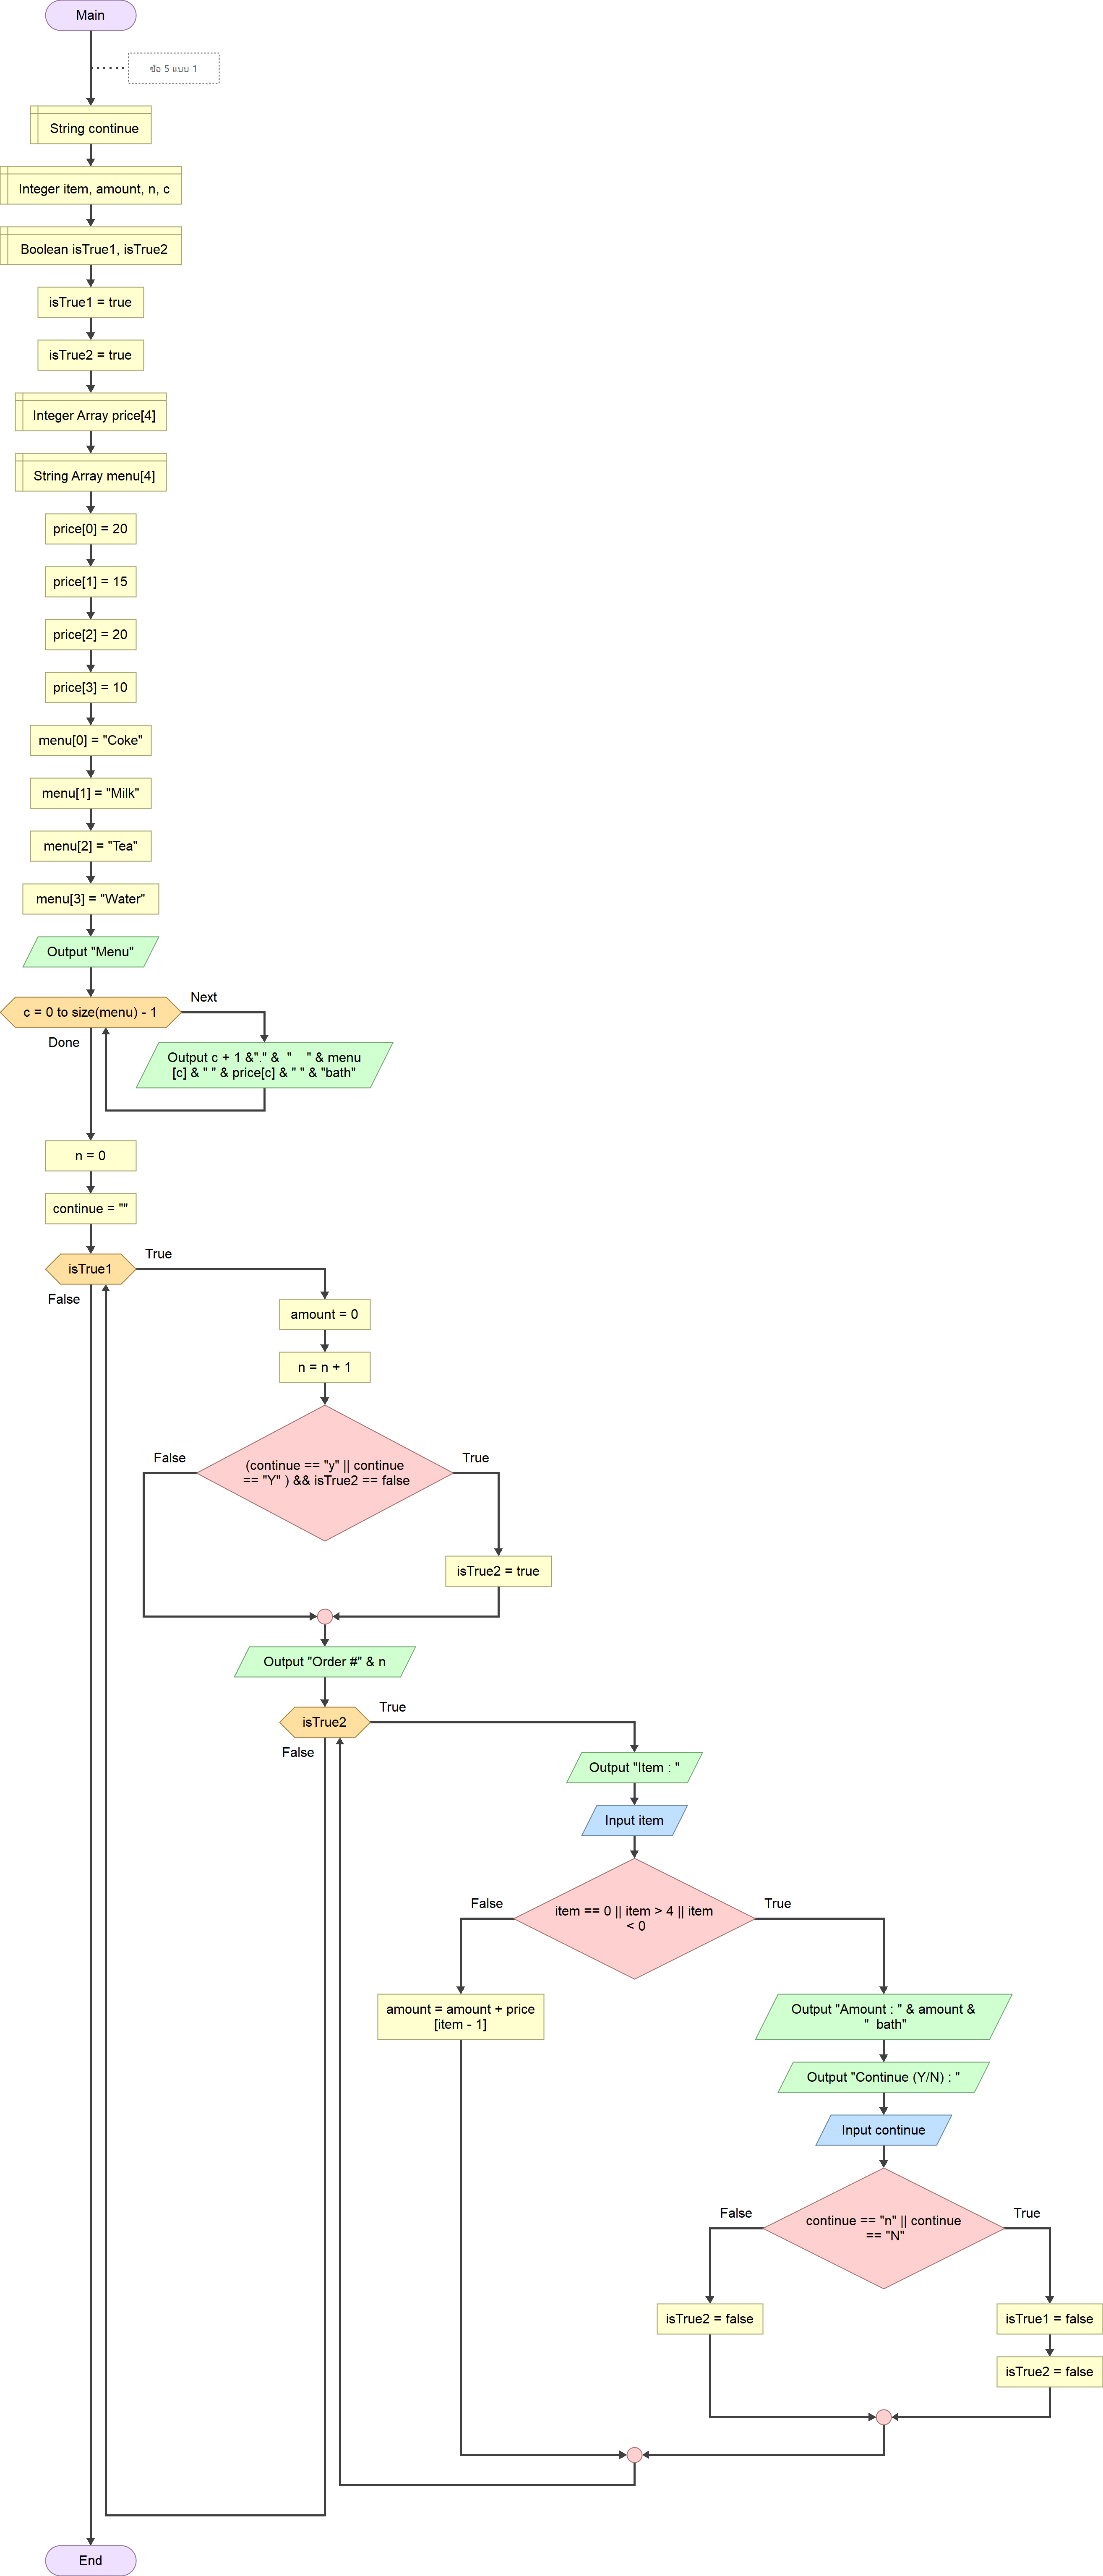 Main
ข้อ 5 แบบ 1
String continue
Integer item, amount, n, c
Boolean isTrue1, isTrue2
isTrue1 = true
isTrue2 = true
Integer Array price[4]
String Array menu[4]
price[0] = 20
price[1] = 15
price[2] = 20
price[3] = 10
menu[0] = "Coke"
menu[1] = "Milk"
menu[2] = "Tea"
menu[3] = "Water"
Output "Menu"
c = 0 to size(menu) - 1
Next
Done
Output c + 1 &"." &  "    " & menu
[c] & " " & price[c] & " " & "bath"
n = 0
continue = ""
isTrue1
True
False
amount = 0
n = n + 1
(continue == "y" || continue
== "Y" ) && isTrue2 == false
False
True
isTrue2 = true
Output "Order #" & n
isTrue2
True
False
Output "Item : "
Input item
item == 0 || item > 4 || item
< 0
False
True
amount = amount + price
[item - 1]
Output "Amount : " & amount &
"  bath"
Output "Continue (Y/N) : "
Input continue
continue == "n" || continue
== "N"
False
True
isTrue2 = false
isTrue1 = false
isTrue2 = false
End